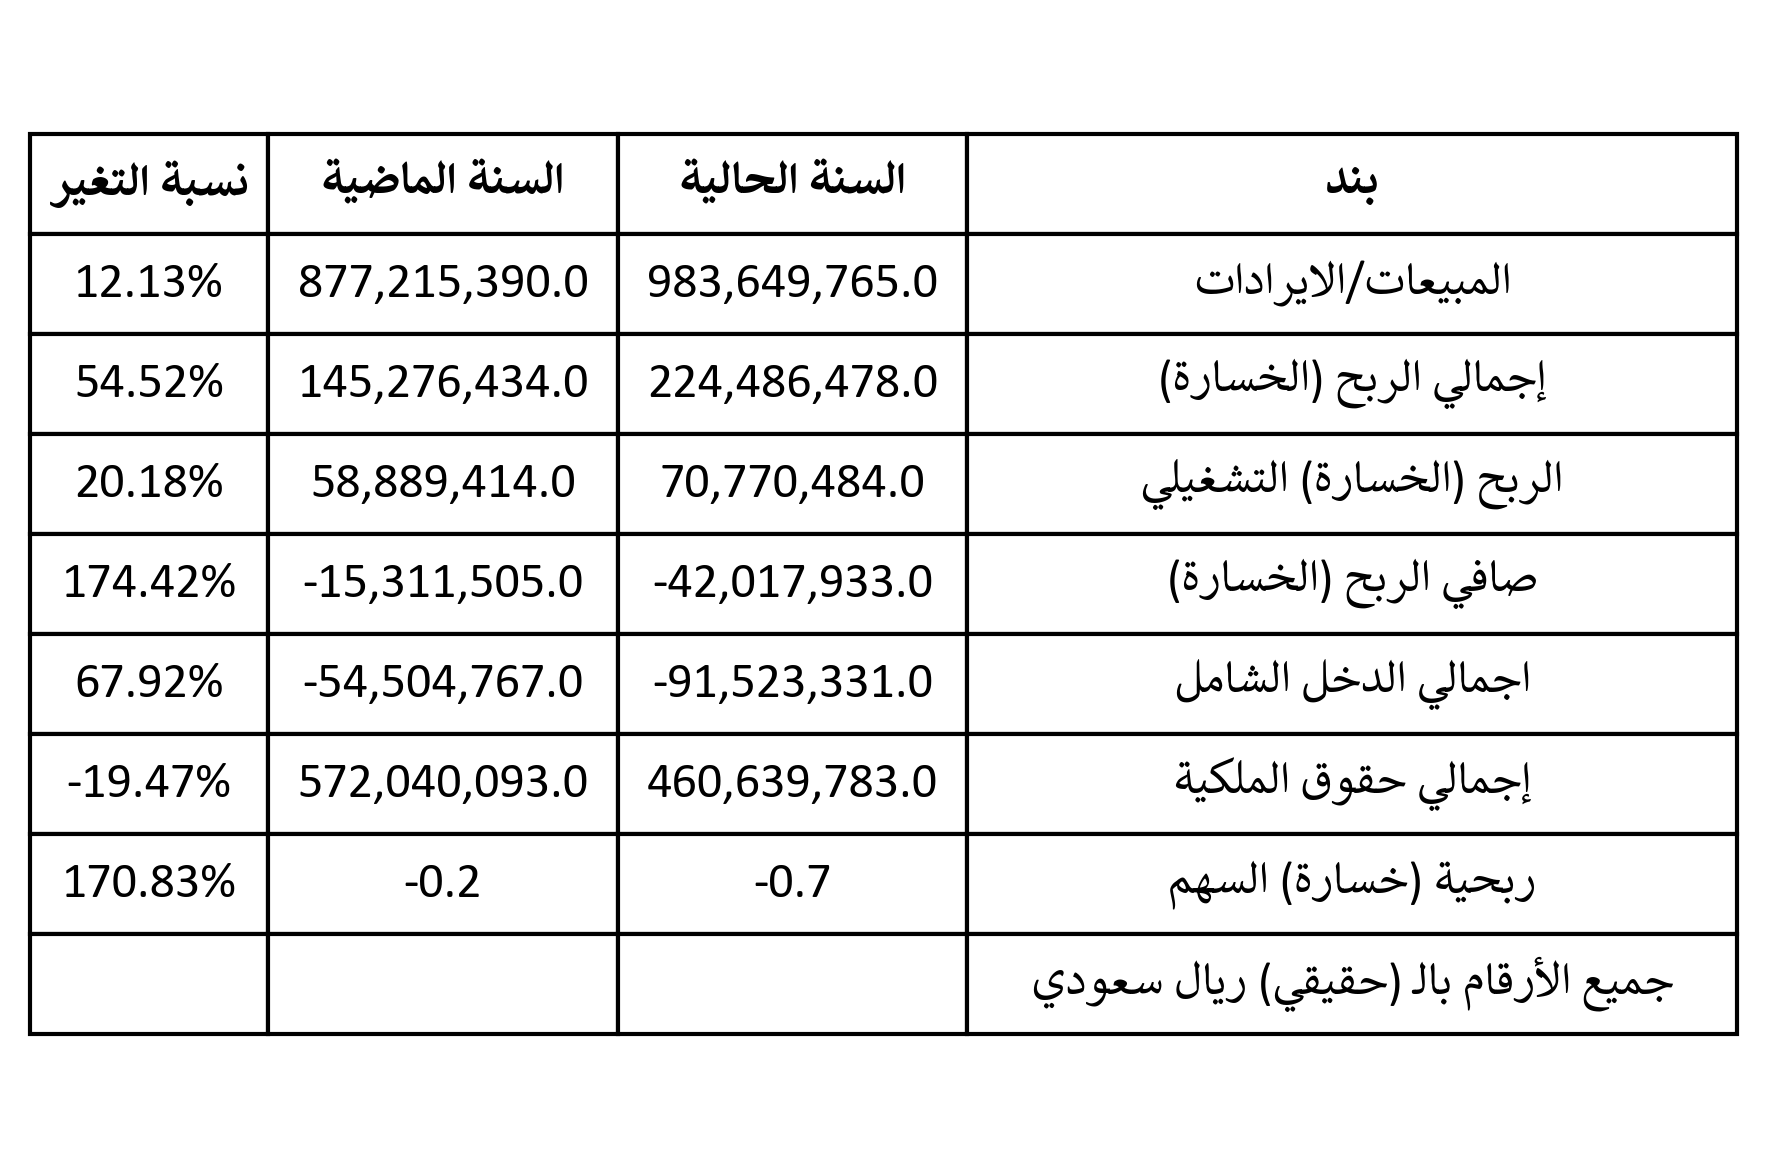 بند السنة الحالية السنة الماضية نسبة التغير
المبيعات/الايرادات 983,649,765.0 877,215,390.0 12.13%
إجمالي الربح (الخسارة) 224,486,478.0 145,276,434.0 54.52%
الربح (الخسارة) التشغيلي 70,770,484.0 58,889,414.0 20.18%
صافي الربح (الخسارة) -42,017,933.0 -15,311,505.0 174.42%
اجمالي الدخل الشامل -91,523,331.0 -54,504,767.0 67.92%
إجمالي حقوق الملكية 460,639,783.0 572,040,093.0 -19.47%
ربحية (خسارة) السهم -0.7 -0.2 170.83%
جميع الأرقام بالـ (حقيقي) ريال سعودي